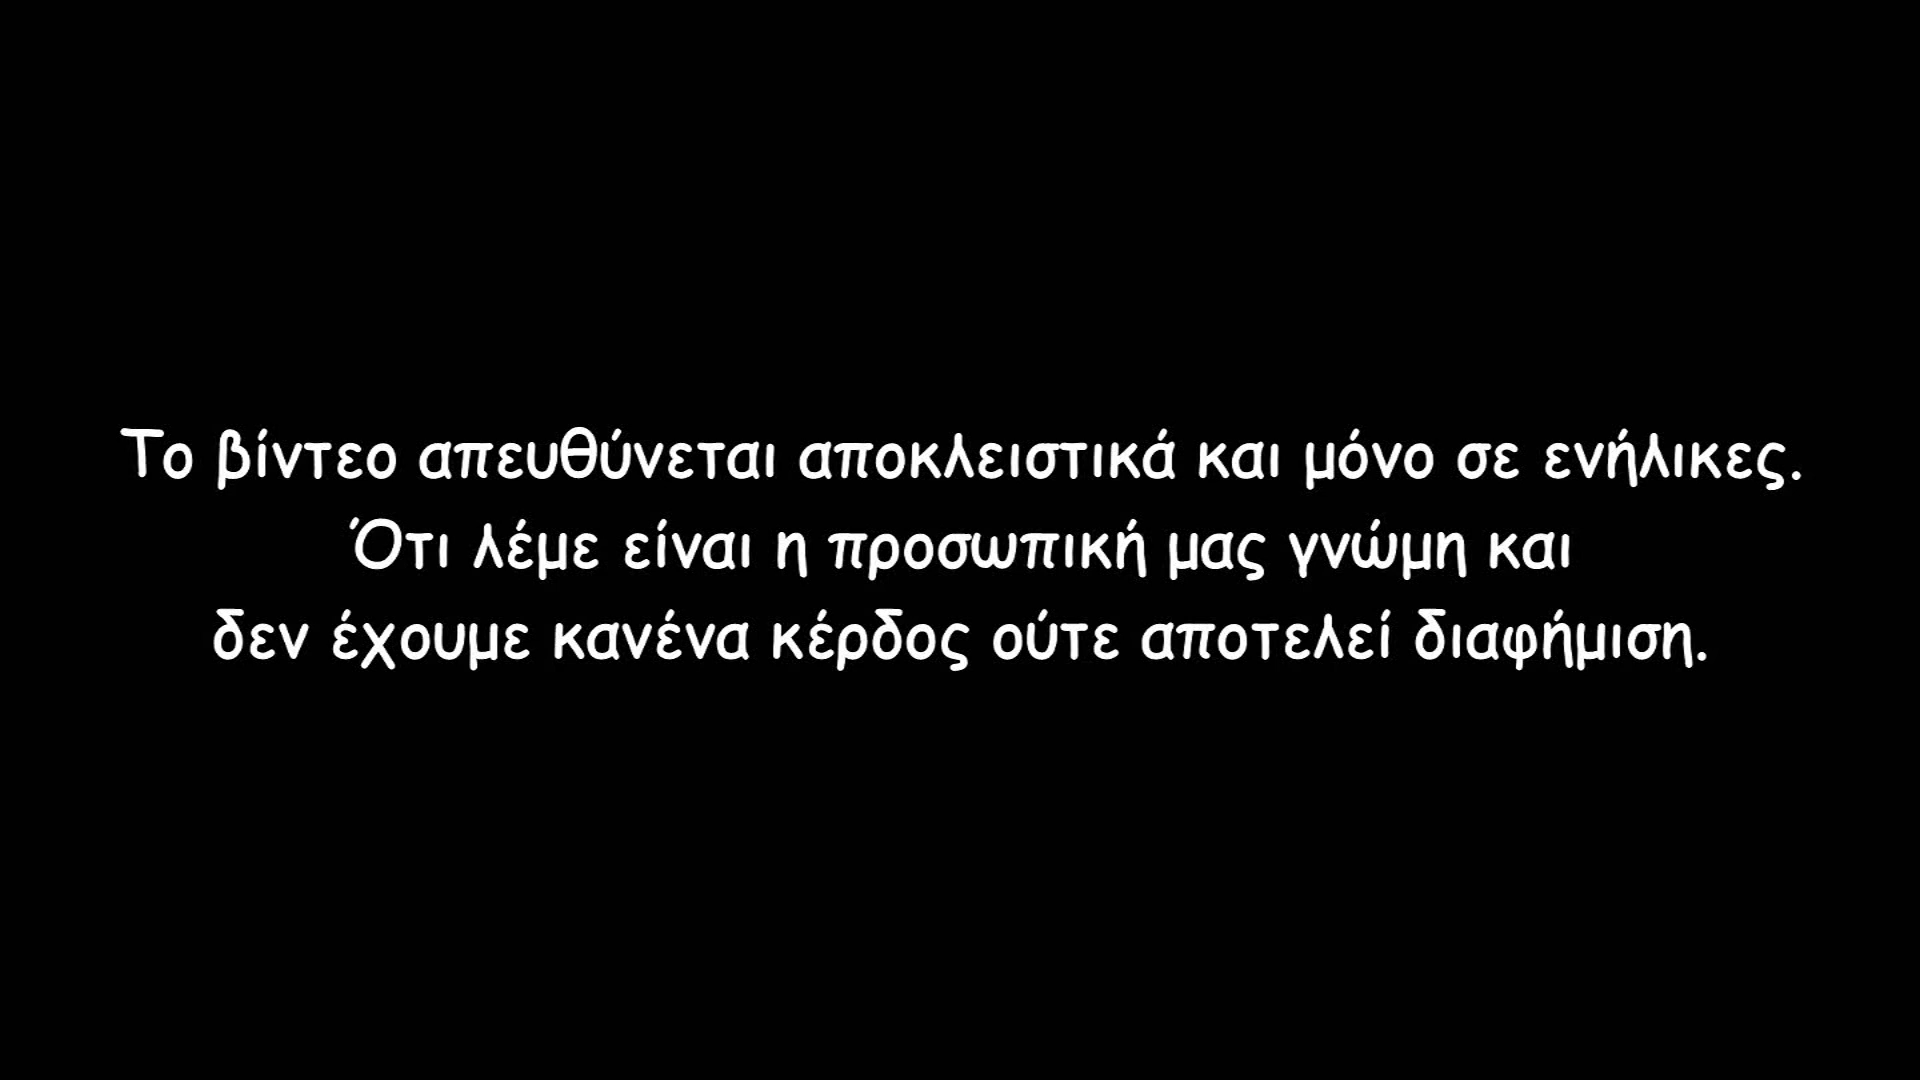 Το βίντεο απευθύνεται αποκλειστικά και μόνο σε ενήλικες.
Ότι λέμε είναι η προσωπική μας γνώμη και
δεν έχουμε κανένα κέρδος ούτε αποτελεί διαφήμιση.